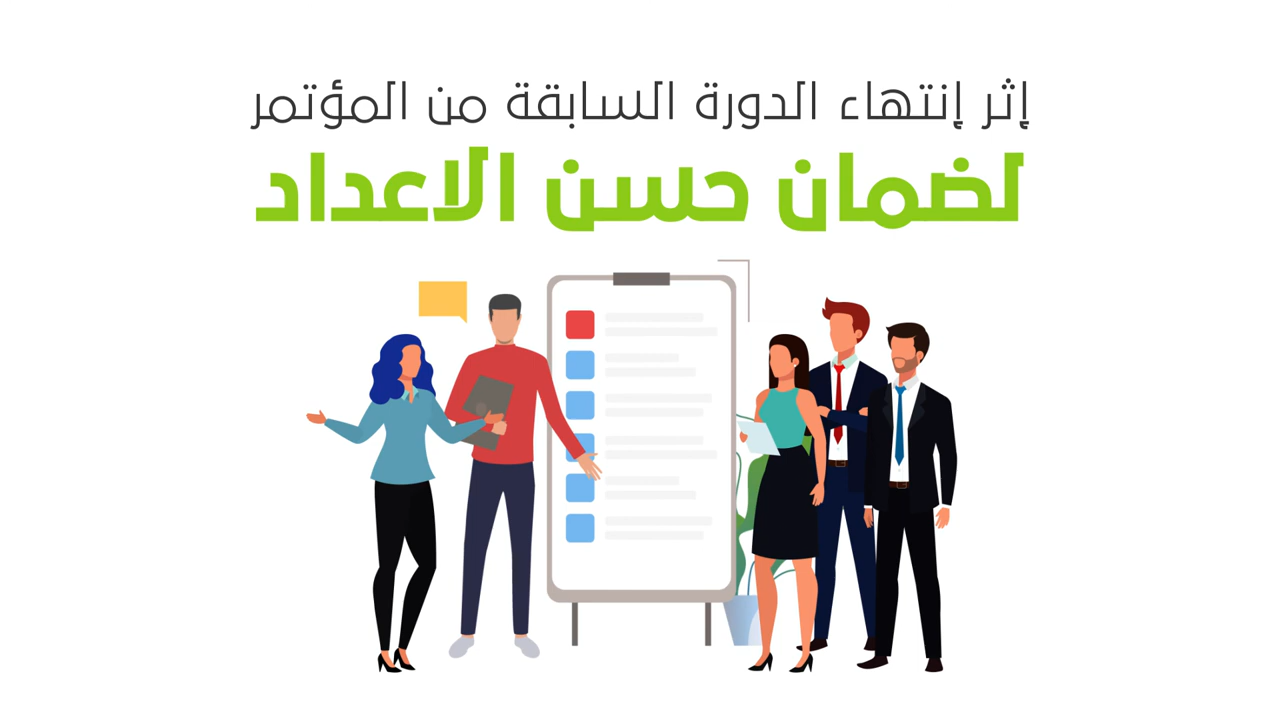 إثر إنتهاء الدورة السابقة من المؤتمر
لضمان حسن الاعداد